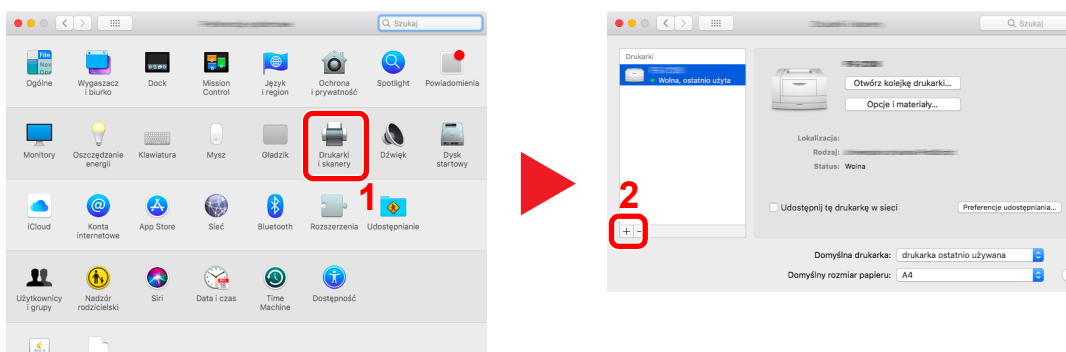 Szukaj
File
Nov
Ope
Ogólne
Wygaszacz
i biurko
Dock
Mission
Control
Język
i region
Ochrona
i prywatność
Spotlight
Powiadomienia
Monitory
Oszczędzanie
energii
Klawiatura
Mysz
Gładzik
Drukarki
i skanery
Dźwięk
Dysk
startowy
1
iCloud
Konta
internetowe
App Store
Sieć
Bluetooth
Rozszerzenia
Udostępnianie
Użytkownicy
i grupy
Nadzór
rodzicielski
Siri
Data i czas
Time
Machine
Dostępność
Szukaj
Drukarki
Wolna, ostatnio użyta
Otwórz kolejkę drukarki...
Opcje i materiały...
Lokalizacja:
Rodzaj:
Status: Wolna
2
Udostępnij tę drukarkę w sieci
Preferencje udostępniania...
+ −
Domyślna drukarka: drukarka ostatnio używana
Domyślny rozmiar papieru: A4